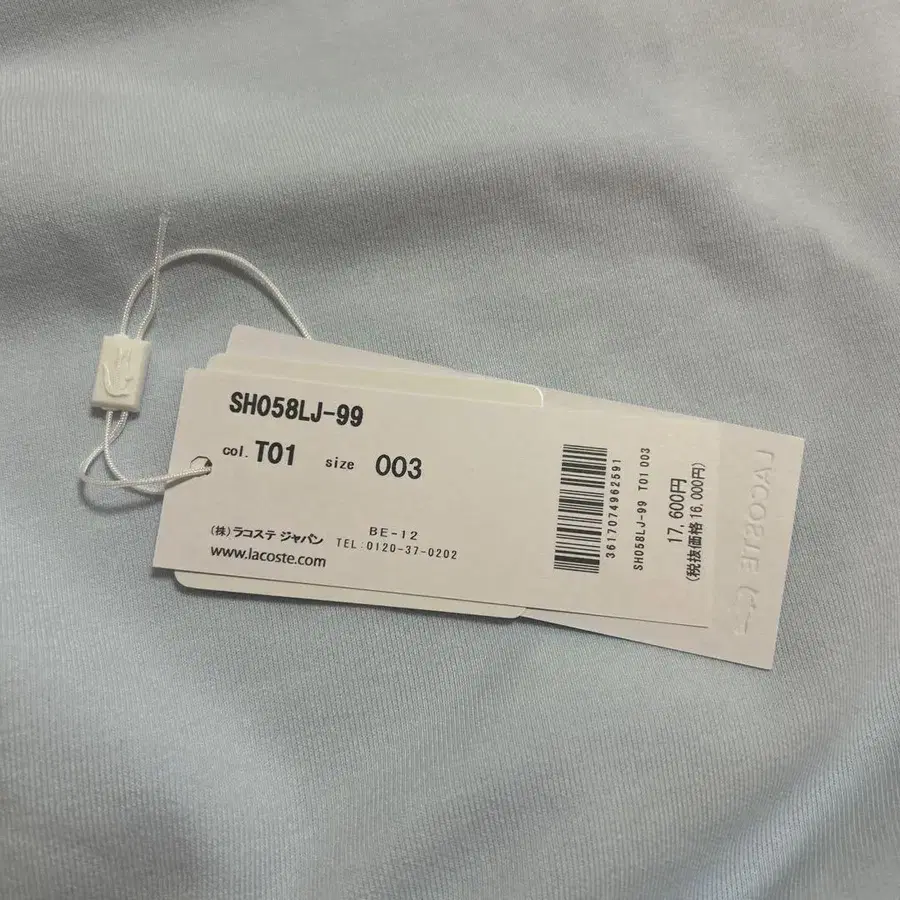 SH058LJ-99
col. T01 size 003
(株)ラコステ ジャパン BE-12
TEL:0120-37-0202
www.lacoste.com
3617074962591
SH058LJ-99 T01 003
17,600円
(税抜価格 16,000円)
LACOSTE